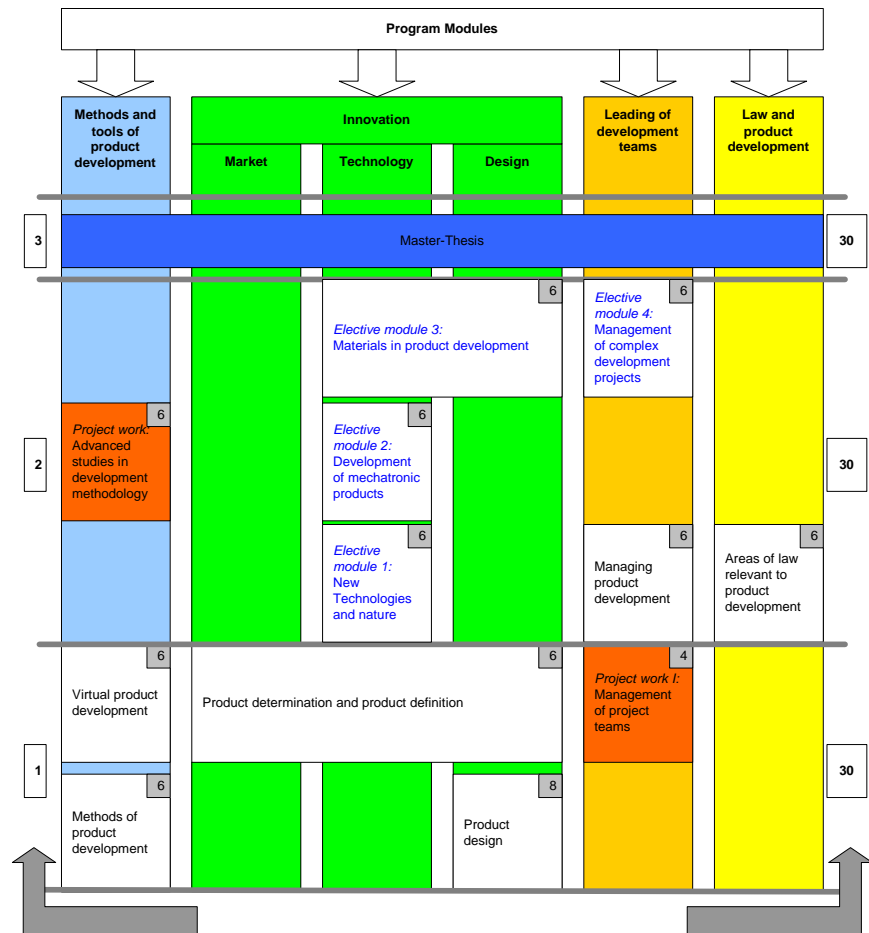 Program Modules
Methods and
tools of
product
development
Innovation
Market
Technology
Design
Leading of
development
teams
Law and
product
development
3
Master-Thesis
30
6
Elective module 3:
Materials in product development
6
Elective
module 4:
Management
of complex
development
projects
2
6
Project work:
Advanced
studies in
development
methodology
6
Elective
module 2:
Development
of mechatronic
products
30
6
Elective
module 1:
New
Technologies
and nature
6
Managing
product
development
6
Areas of law
relevant to
product
development
1
6
Virtual product
development
6
Product determination and product definition
4
Project work I:
Management
of project
teams
30
6
Methods of
product
development
8
Product
design